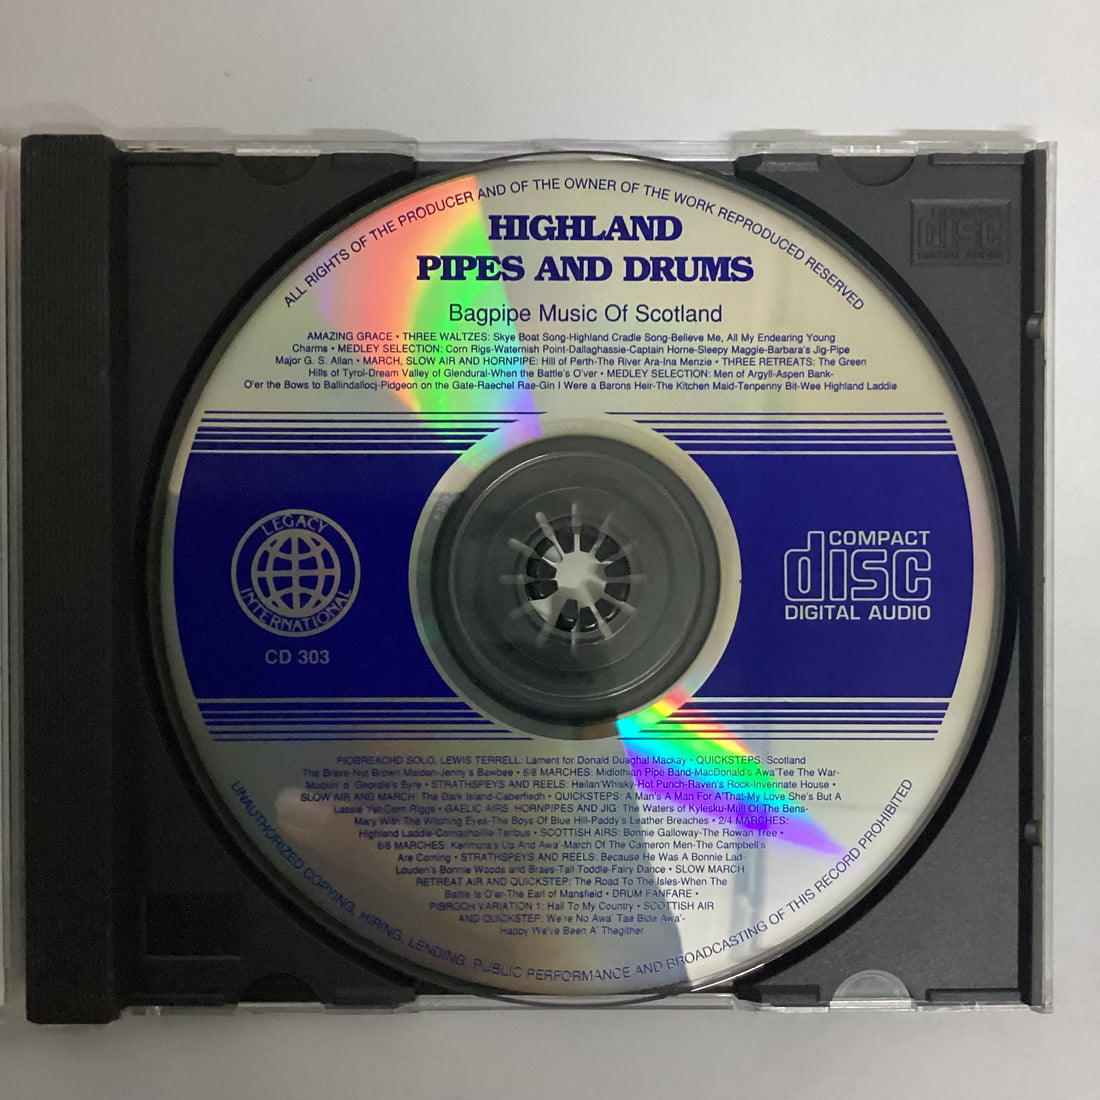 ALL RIGHTS OF THE PRODUCER AND OF THE OWNER OF THE WORK REPRODUCED RESERVED
HIGHLAND
PIPES AND DRUMS
Bagpipe Music Of Scotland
AMAZING GRACE • THREE WALTZES: Skye Boat Song-Highland Cradle Song-Believe Me, All My Endearing Young
Charms • MEDLEY SELECTION: Corn Rigs-Waternish Point-Dallaghassie-Captain Horne-Sleepy Maggie-Barbara's Jig-Pipe
Major G. S. Allan • MARCH, SLOW AIR AND HORNPIPE: Hill of Perth-The River Ara-Ina Menzie • THREE RETREATS: The Green
Hills of Tyrol-Dream Valley of Glendural-When the Battle's O'ver • MEDLEY SELECTION: Men of Argyll-Aspen Bank-
O'er the Bows to Ballindallocj-Pidgeon on the Gate-Raechel Rae-Gin I Were a Barons Heir-The Kitchen Maid-Tenpenny Bit-Wee Highland Laddie
LEGACY
INTERNATIONAL
CD 303
COMPACT
disc
DIGITAL AUDIO
PIOBREACHD SOLO, LEWIS TERRELL: Lament for Donald Duaghal Mackay • QUICKSTEPS: Scotland
The Brave-Nut Brown Maiden-Jenny's Bawbee • 6/8 MARCHES: Midlothian Pipe Band-MacDonald's Awa'Tee The War-
Muckin' o' Geordie's Byre • STRATHSPEYS AND REELS: Heilan'Whisky-Hot Punch-Raven's Rock-Inverinate House •
SLOW AIR AND MARCH: The Dark Island-Caberfiedh • QUICKSTEPS: A Man's A Man For A'That-My Love She's But A
Lassie Yet-Corn Riggs • GAELIC AIRS, HORNPIPES AND JIG: The Waters of Kylesku-Mull Of The Bens-
Mary With The Witching Eyes-The Boys Of Blue Hill-Paddy's Leather Breaches • 2/4 MARCHES:
Highland Laddie-Cornachoillie-Teribus • SCOTTISH AIRS: Bonnie Galloway-The Rowan Tree •
6/8 MARCHES: Kenmura's Up And Awa'-March Of The Cameron Men-The Campbell's
Are Coming • STRATHSPEYS AND REELS: Because He Was A Bonnie Lad-
Louden's Bonnie Woods and Braes-Tail Toddle-Fairy Dance • SLOW MARCH,
RETREAT AIR AND QUICKSTEP: The Road To The Isles-When The
Battle Is O'er-The Earl of Mansfield • DRUM FANFARE •
PIBROCH VARIATION 1: Hail To My Country • SCOTTISH AIR
AND QUICKSTEP: We're No Awa' Tae Bide Awa'-
Happy We've Been A' Thegither
UNAUTHORIZED COPYING, HIRING, LENDING, PUBLIC PERFORMANCE AND BROADCASTING OF THIS RECORD PROHIBITED
COMPACT
disc
DIGITAL AUDIO